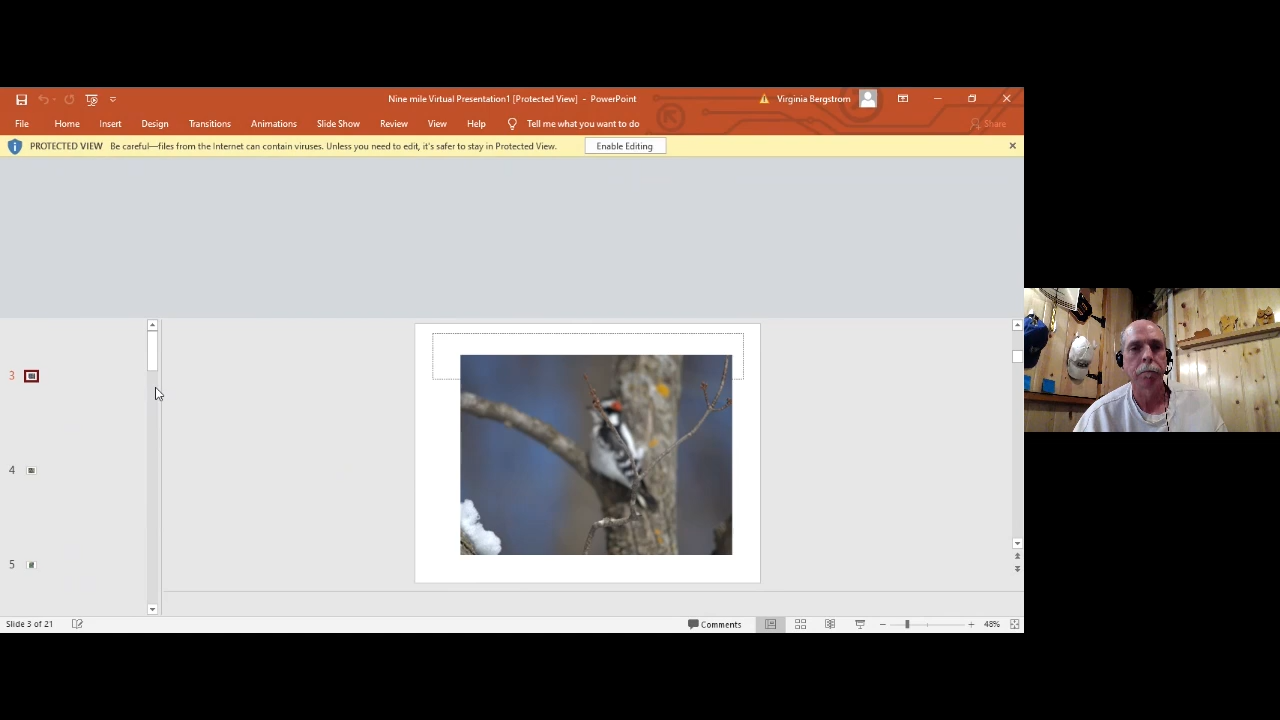 Nine mile Virtual Presentation1 [Protected View] - PowerPoint
Virginia Bergstrom
File Home Insert Design Transitions Animations Slide Show Review View Help Tell me what you want to do Share
PROTECTED VIEW Be careful—files from the Internet can contain viruses. Unless you need to edit, it's safer to stay in Protected View. Enable Editing
3
4
5
Slide 3 of 21
Comments
48%